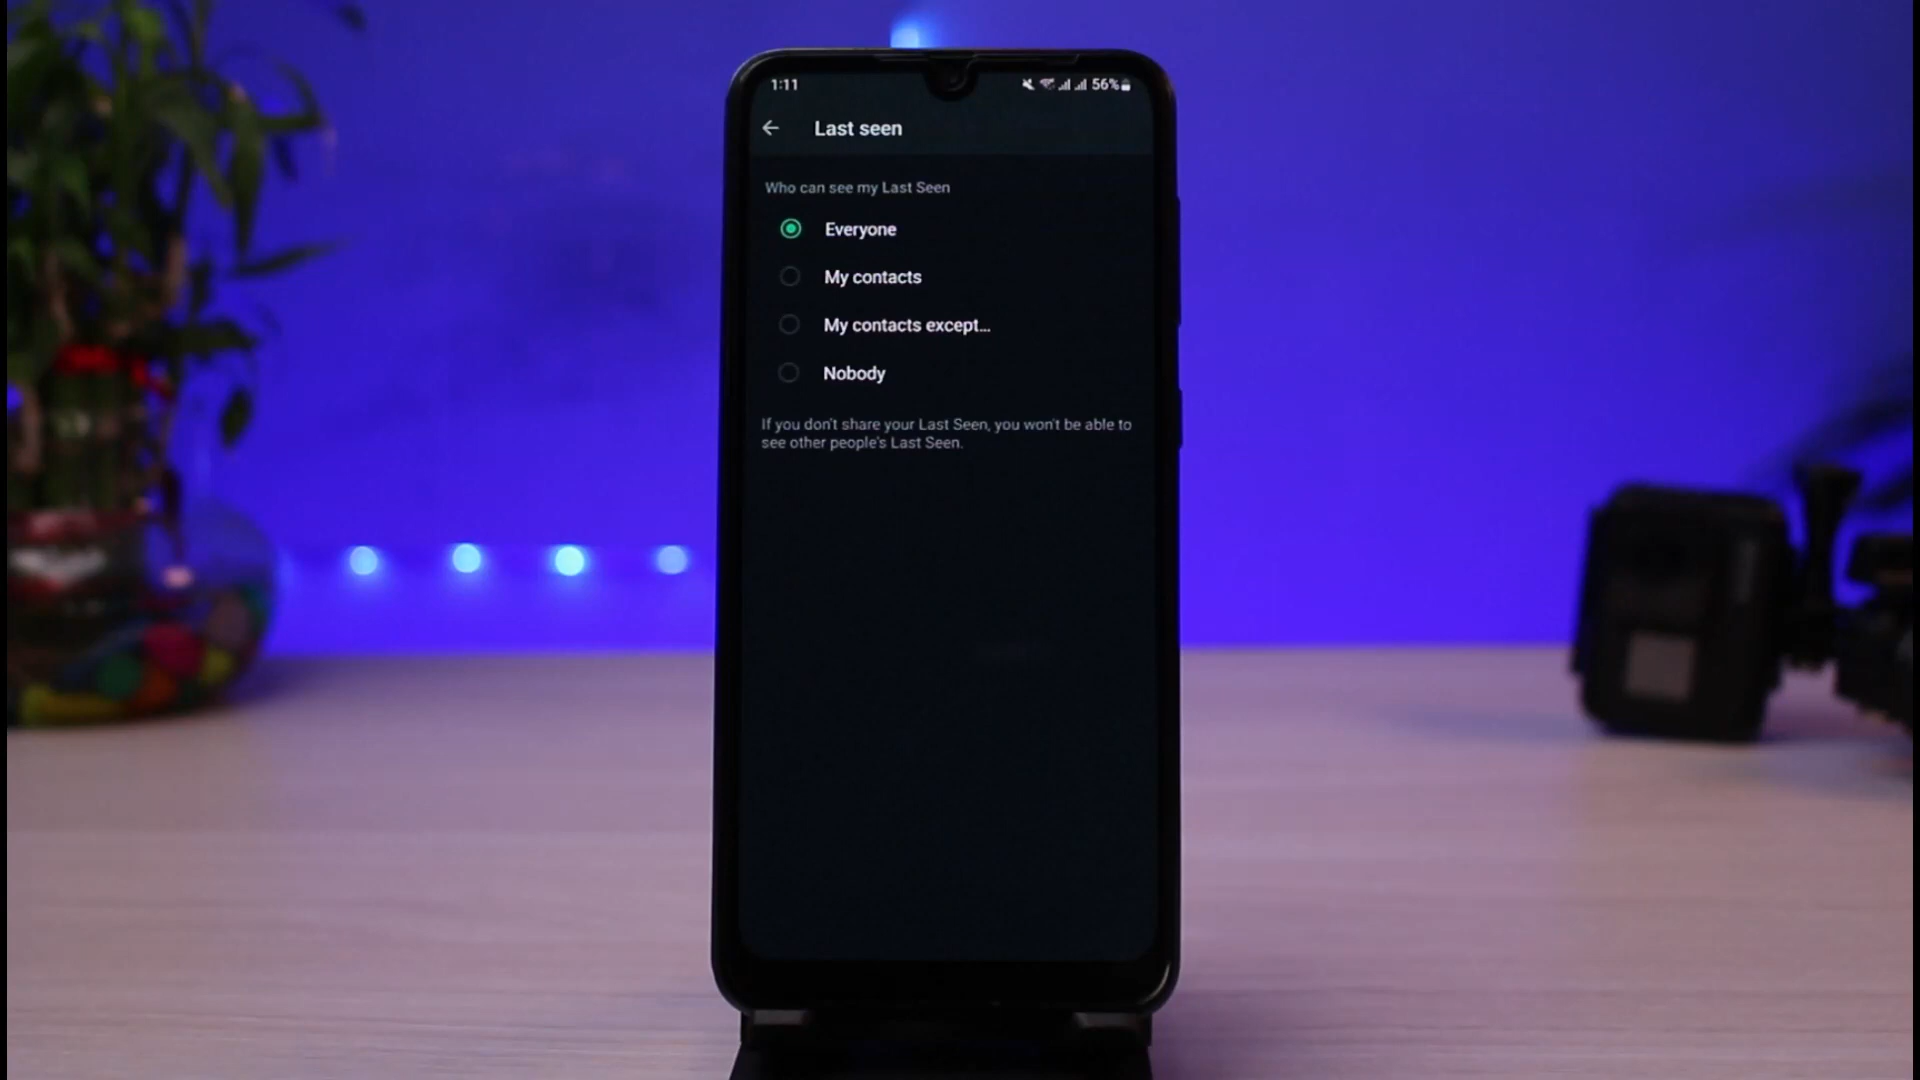 1:11
56%
Last seen
Who can see my Last Seen
Everyone
My contacts
My contacts except...
Nobody
If you don't share your Last Seen, you won't be able to
see other people's Last Seen.